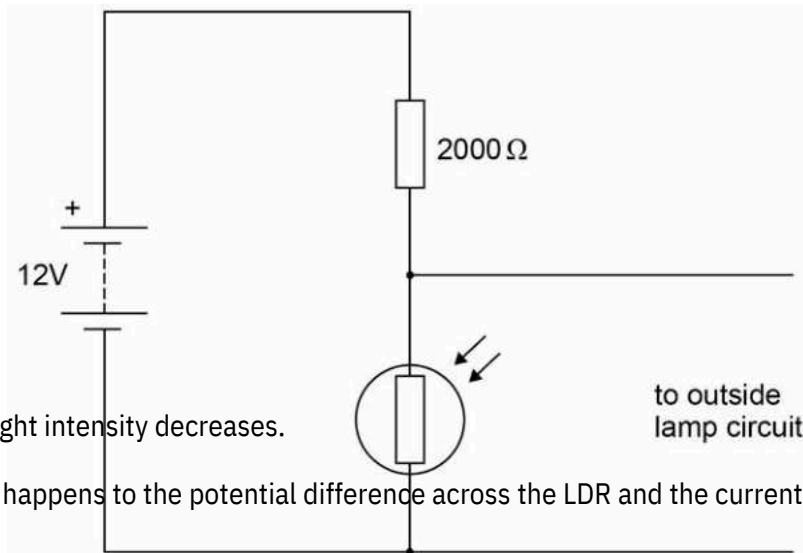 2000 Ω
+
12V
to outside
lamp circuit
intensity decreases.
happens to the potential difference across the LDR and the current